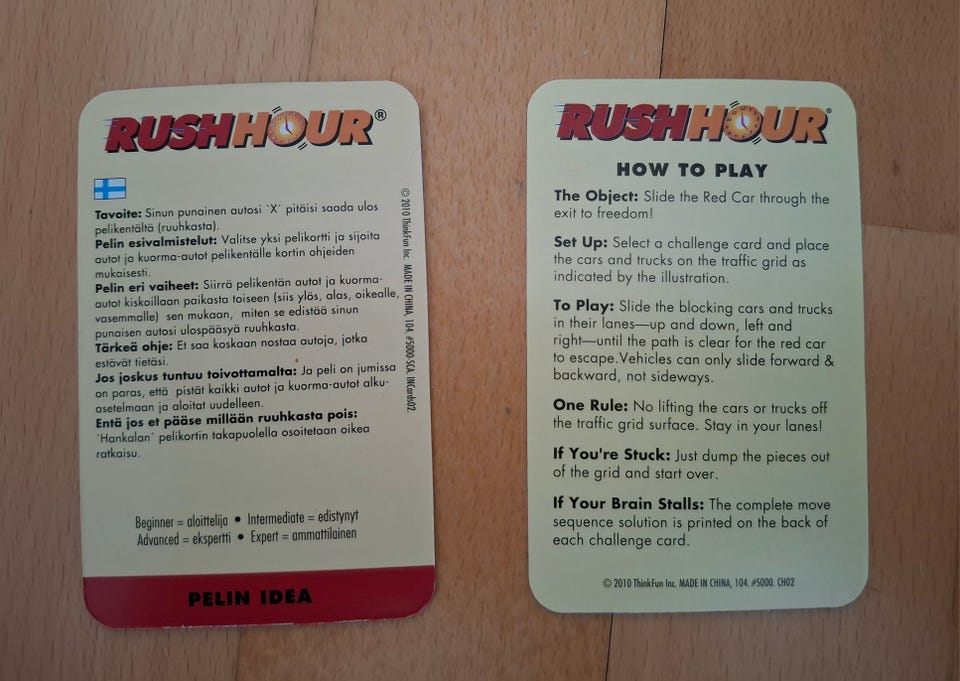 RUSH HOUR®
Tavoite: Sinun punainen autosi `X´ pitäisi saada ulos
pelikentältä (ruuhkasta).
Pelin esivalmistelut: Valitse yksi pelikortti ja sijoita
autot ja kuorma-autot pelikentälle kortin ohjeiden
mukaisesti.
Pelin eri vaiheet: Siirrä pelikentän autot ja kuorma-
autot kiskoillaan paikasta toiseen (siis ylös, alas, oikealle,
vasemmalle) sen mukaan, miten se edistää sinun
punaisen autosi ulospääsyä ruuhkasta.
Tärkeä ohje: Et saa koskaan nostaa autoja, jotka
estävät tietäsi.
Jos joskus tuntuu toivottamalta: Ja peli on jumissa
on paras, että pistät kaikki autot ja kuorma-autot alku-
asetelmaan ja aloitat uudelleen.
Entä jos et pääse millään ruuhkasta pois:
`Hankalan´ pelikortin takapuolella osoitetaan oikea
ratkaisu.
Beginner = aloittelija • Intermediate = edistynyt
Advanced = ekspertti • Expert = ammattilainen
PELIN IDEA
© 2010 ThinkFun Inc. MADE IN CHINA, 104. #5000-SCA. INCards02.
RUSH HOUR®
HOW TO PLAY
The Object: Slide the Red Car through the
exit to freedom!
Set Up: Select a challenge card and place
the cars and trucks on the traffic grid as
indicated by the illustration.
To Play: Slide the blocking cars and trucks
in their lanes—up and down, left and
right—until the path is clear for the red car
to escape.Vehicles can only slide forward &
backward, not sideways.
One Rule: No lifting the cars or trucks off
the traffic grid surface. Stay in your lanes!
If You're Stuck: Just dump the pieces out
of the grid and start over.
If Your Brain Stalls: The complete move
sequence solution is printed on the back of
each challenge card.
© 2010 ThinkFun Inc. MADE IN CHINA, 104. #5000. CH02